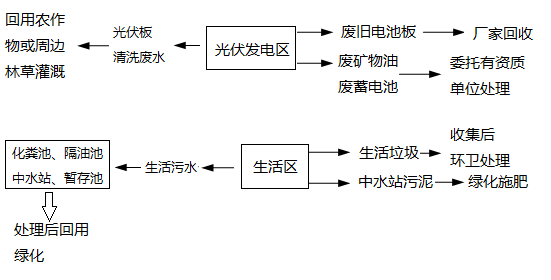 回用农作
物或周边
林草灌溉
光伏板
清洗废水
光伏发电区
废旧电池板
厂家回收
废矿物油
废蓄电池
委托有资质
单位处理
化粪池、隔油池
中水站、暂存池
生活污水
生活区
生活垃圾
收集后
环卫处理
中水站污泥
绿化施肥
处理后回用
绿化